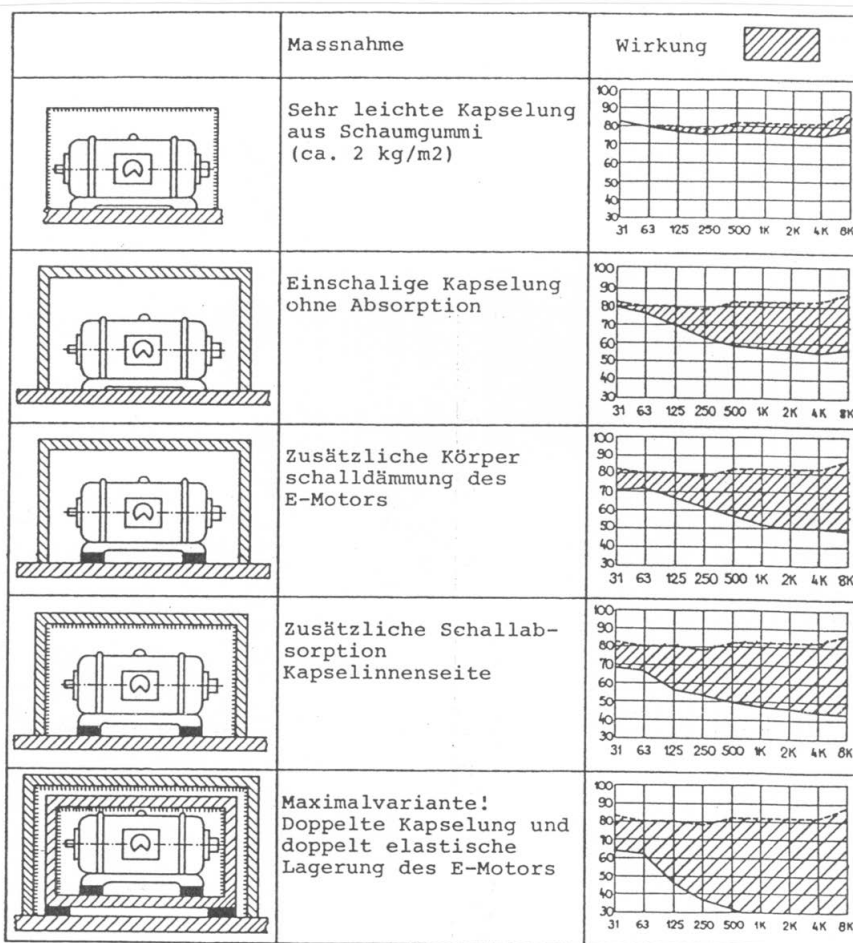 Massnahme
Wirkung
Sehr leichte Kapselung
aus Schaumgummi
(ca. 2 kg/m2)
100
90
80
70
60
50
40
30
31 63 125 250 500 1K 2K 4K 8K
Einschalige Kapselung
ohne Absorption
100
90
80
70
60
50
40
30
31 63 125 250 500 1K 2K 4K 8K
Zusätzliche Körper
schalldämmung des
E-Motors
100
90
80
70
60
50
40
30
31 63 125 250 500 1K 2K 4K 8K
Zusätzliche Schallab-
sorption
Kapselinnenseite
100
90
80
70
60
50
40
30
31 63 125 250 500 1K 2K 4K 8K
Maximalvariante!
Doppelte Kapselung und
doppelt elastische
Lagerung des E-Motors
100
90
80
70
60
50
40
30
31 63 125 250 500 1K 2K 4K 8K